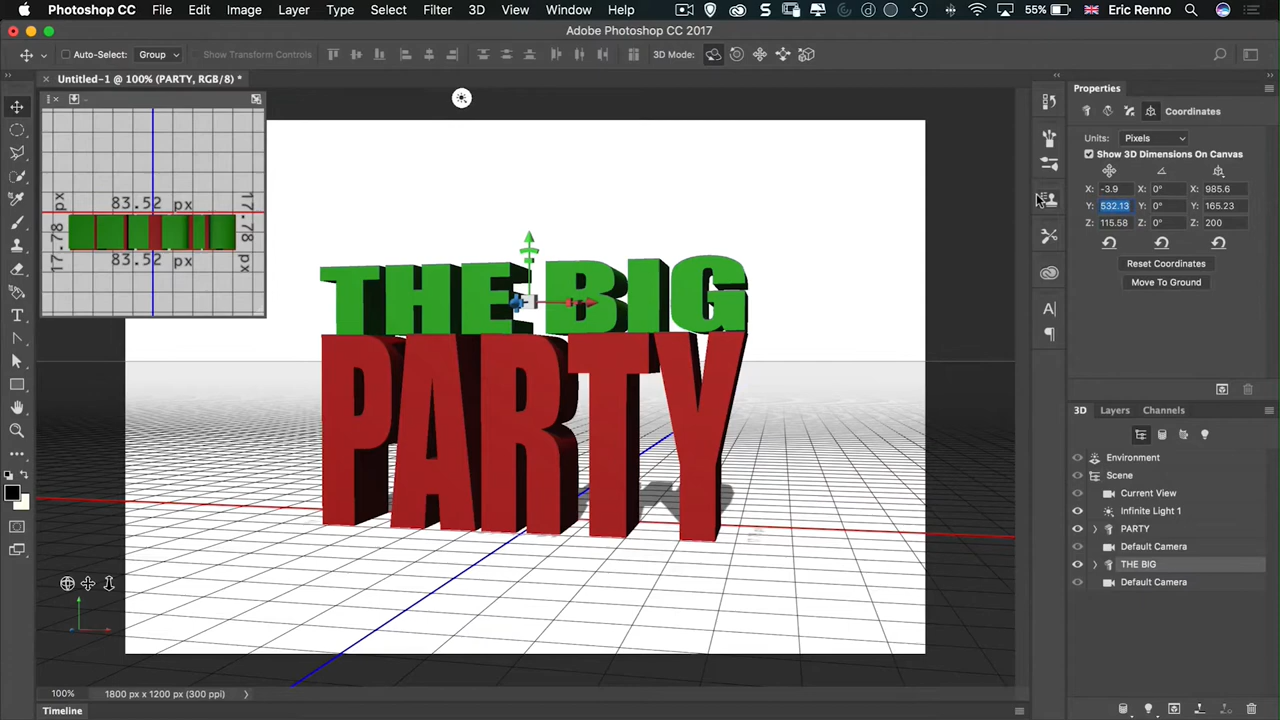 Photoshop CC File Edit Image Layer Type Select Filter 3D View Window Help 55% Eric Renno
Adobe Photoshop CC 2017
Auto-Select: Group Show Transform Controls 3D Mode:
Untitled-1 @ 100% (PARTY, RGB/8) *
Properties
Coordinates
Units: Pixels
Show 3D Dimensions On Canvas
X: -3.9 X: 0° X: 985.6
Y: 532.13 Y: 0° Y: 165.23
Z: 115.58 Z: 0° Z: 200
Reset Coordinates
Move To Ground
83.52 px
17.78 px
17.78 px
83.52 px
THE BIG
PARTY
3D Layers Channels
Environment
Scene
Current View
Infinite Light 1
PARTY
Default Camera
THE BIG
Default Camera
100% 1800 px x 1200 px (300 ppi)
Timeline